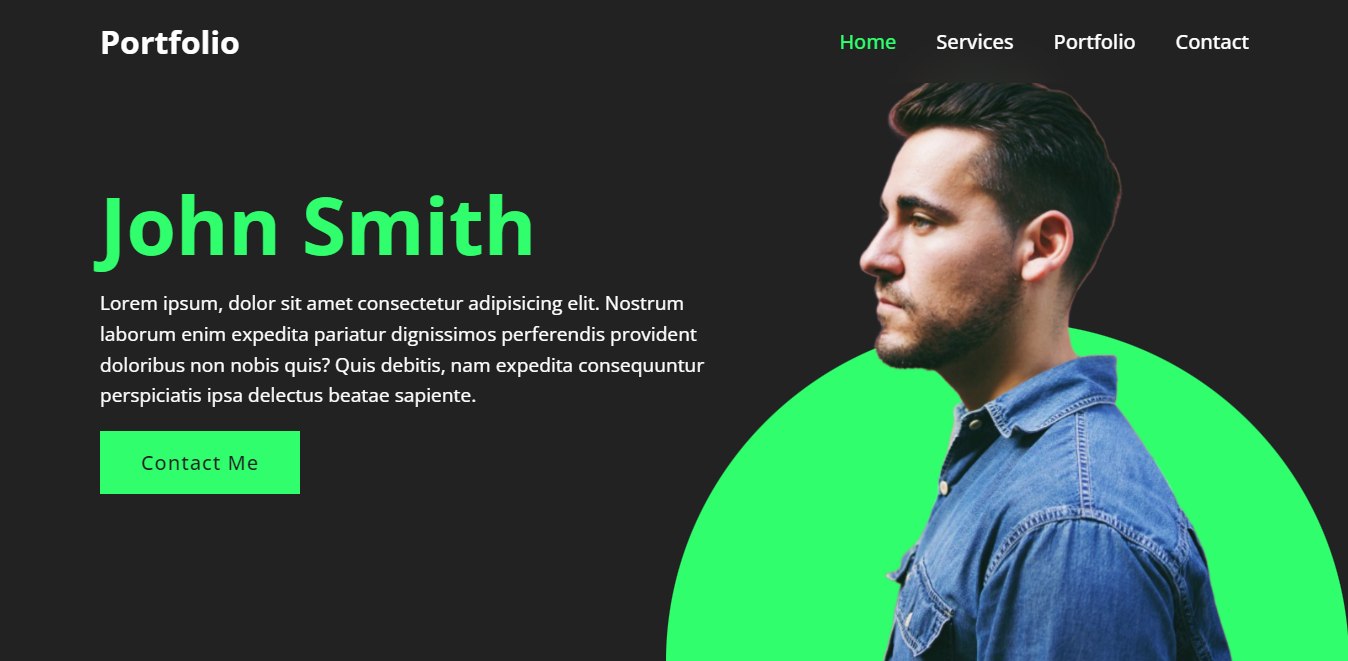 Portfolio
Home Services Portfolio Contact
John Smith
Lorem ipsum, dolor sit amet consectetur adipisicing elit. Nostrum
laborum enim expedita pariatur dignissimos perferendis provident
doloribus non nobis quis? Quis debitis, nam expedita consequuntur
perspiciatis ipsa delectus beatae sapiente.
Contact Me